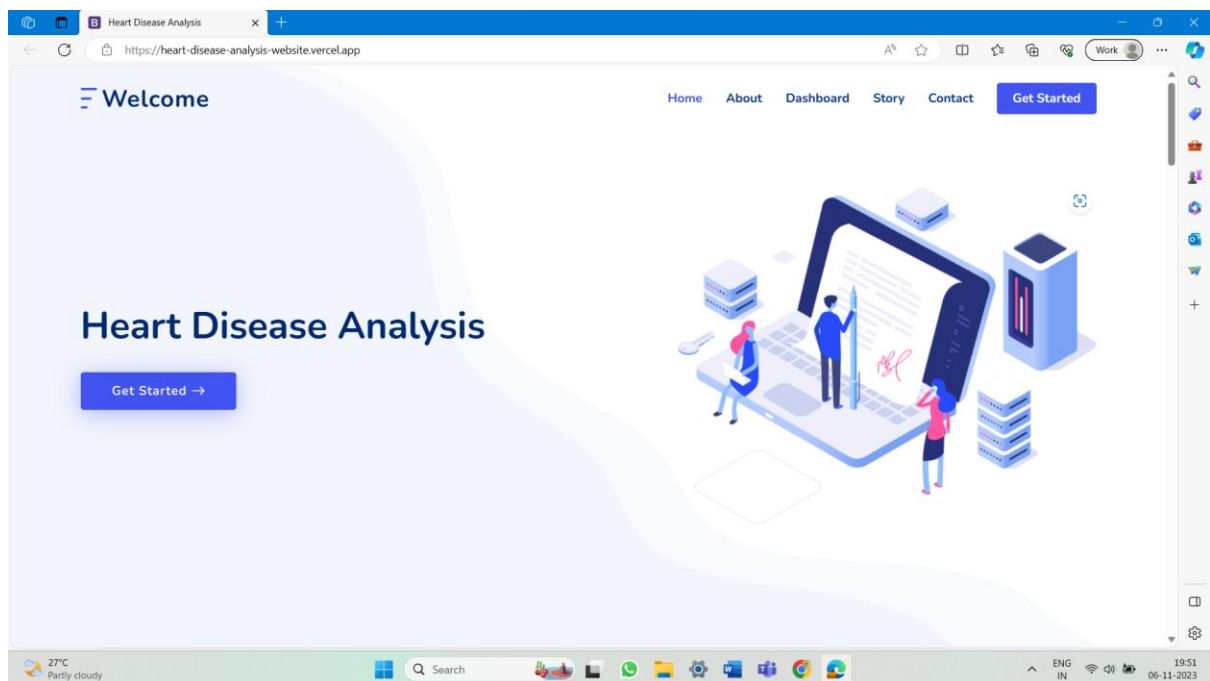 Heart Disease Analysis
https://heart-disease-analysis-website.vercel.app
Work
Welcome
Home About Dashboard Story Contact Get Started
Heart Disease Analysis
Get Started →
27°C
Partly cloudy
Search
ENG
IN
19:51
06-11-2023